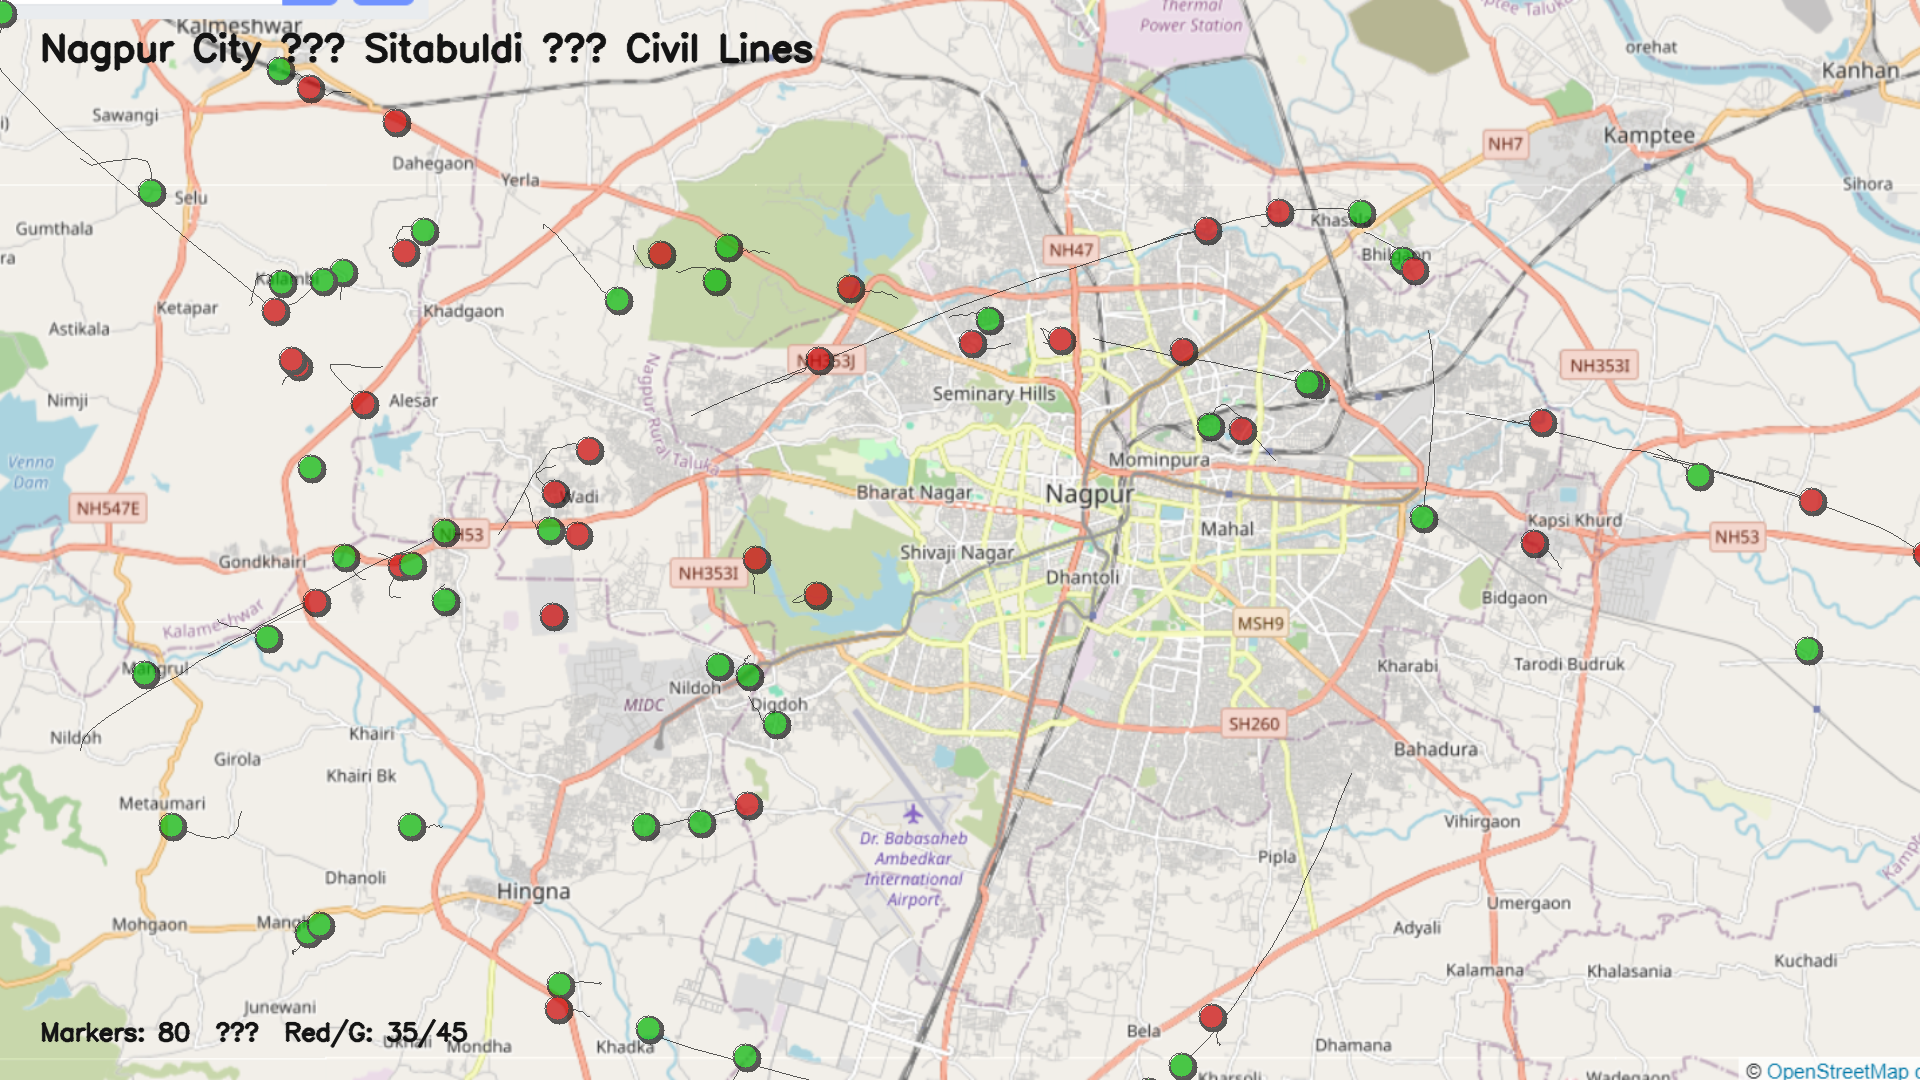 Nagpur City ??? Sitabuldi ??? Civil Lines
Kalmeshwar
Thermal
Power Station
orehat
Kanhan
Sawangi
Kamptee
NH7
Dahegaon
Yerla
Selu
Sihora
Gumthala
NH47
Bhilgaon
Ketapar
Khadgaon
Astikala
NH353J
NH353I
Seminary Hills
Nimji
Alesar
Nagpur Rural Taluka
Mominpura
Venna
Dam
Bharat Nagar
Nagpur
Wadi
NH547E
Mahal
Kapsi Khurd
NH53
NH53
Gondkhairi
Shivaji Nagar
NH353I
Dhantoli
Bidgaon
Kalameshwar
MSH9
Mangrul
Kharabi
Tarodi Budruk
Nildoh
MIDC
Digdoh
Nildoh
Khairi
SH260
Bahadura
Girola
Khairi Bk
Metaumari
Vihirgaon
Dr. Babasaheb
Ambedkar
International
Airport
Pipla
Dhanoli
Hingna
Umergaon
Mohgaon
Adyali
Kalamana
Khalasania
Kuchadi
Junewani
Markers: 80 ??? Red/G: 35/45
Mondha
Khadka
Bela
Dhamana
Kharsoli
Wadegaon
© OpenStreetMap